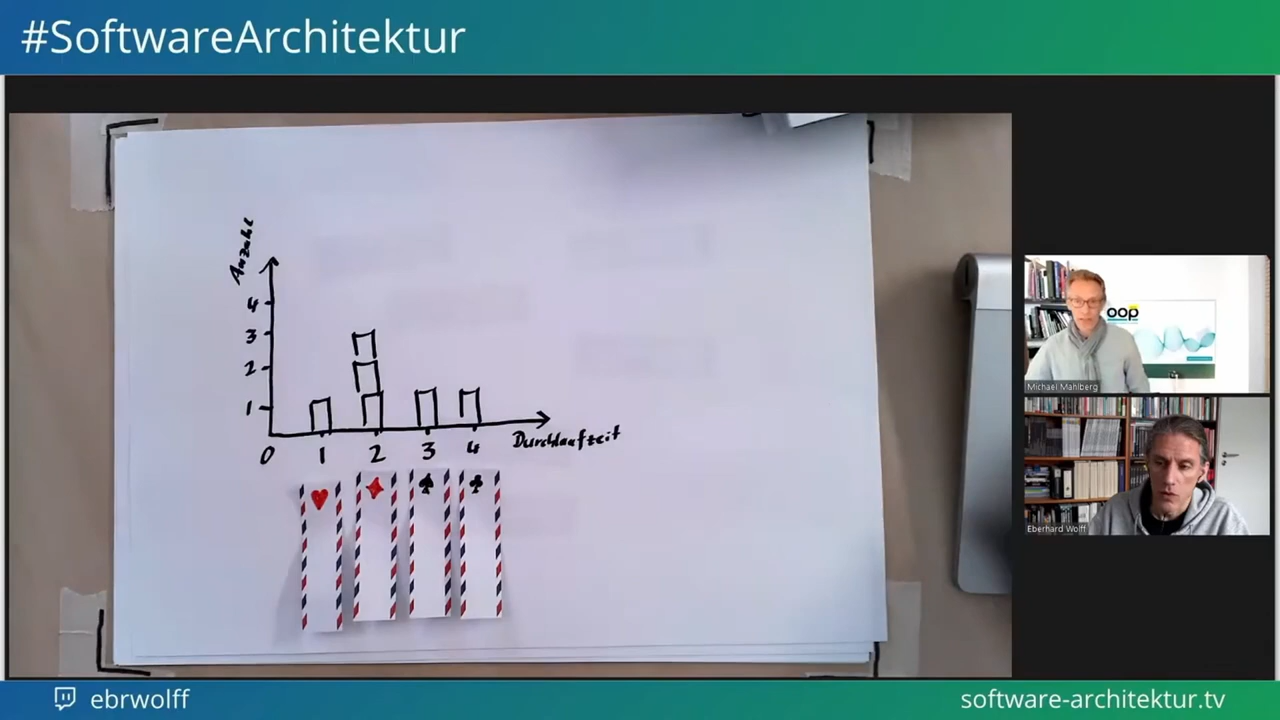 #SoftwareArchitektur
Anzahl
4
3
2
1
0 1 2 3 4
Durchlaufzeit
oop
Michael Mahlberg
Eberhard Wolff
ebrwolff
software-architektur.tv